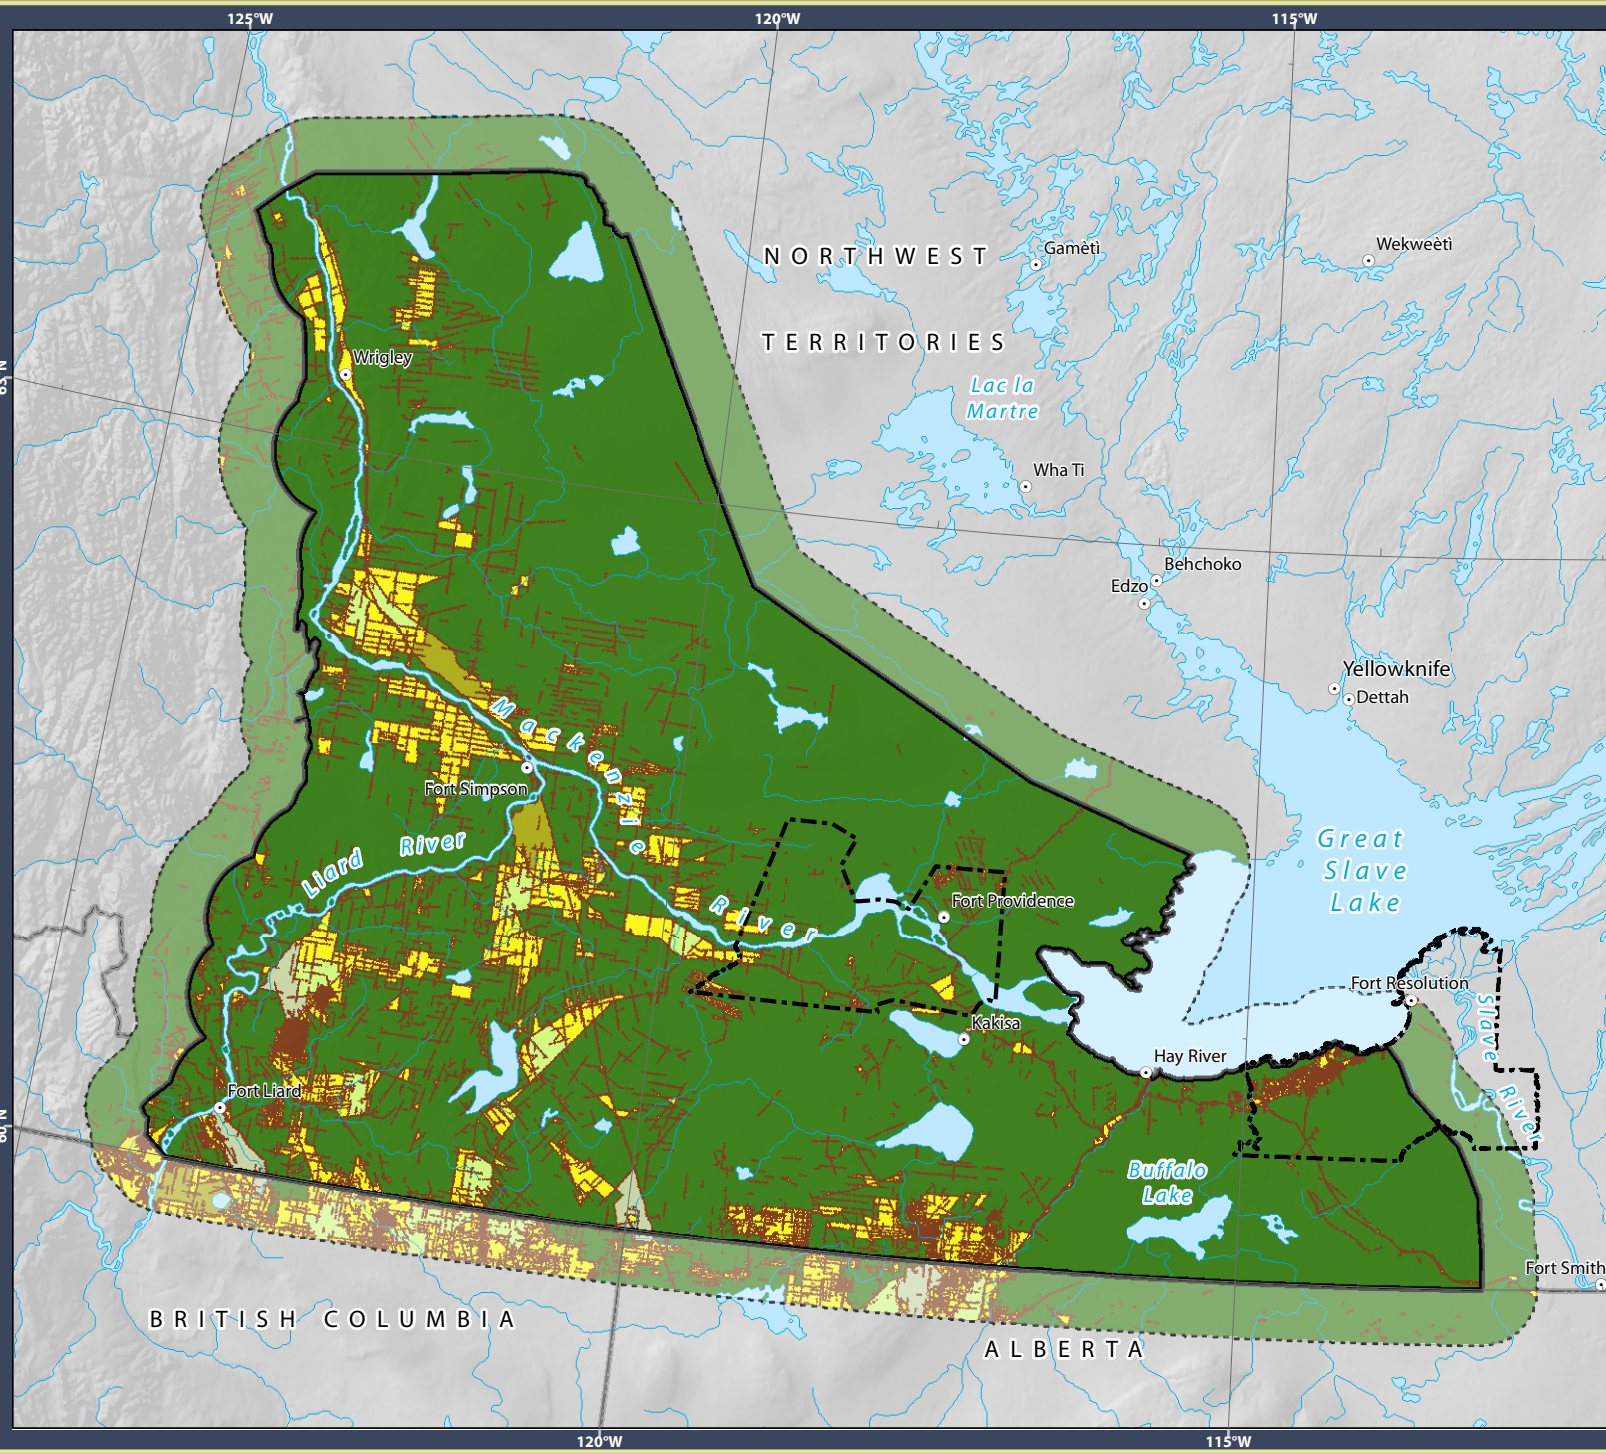 125°W
120°W
115°W
NORTHWEST
Gamètì
Wekweètì
TERRITORIES
Wrigley
Lac la
Martre
Wha Ti
Behchoko
Edzo
Yellowknife
Dettah
Mackenzie
River
Fort Simpson
Liard River
Great
Slave
Lake
Fort Providence
Fort Resolution
Slave
River
Kakisa
Hay River
Fort Liard
60°N
Buffalo
Lake
Fort Smith
BRITISH COLUMBIA
ALBERTA
120°W
115°W